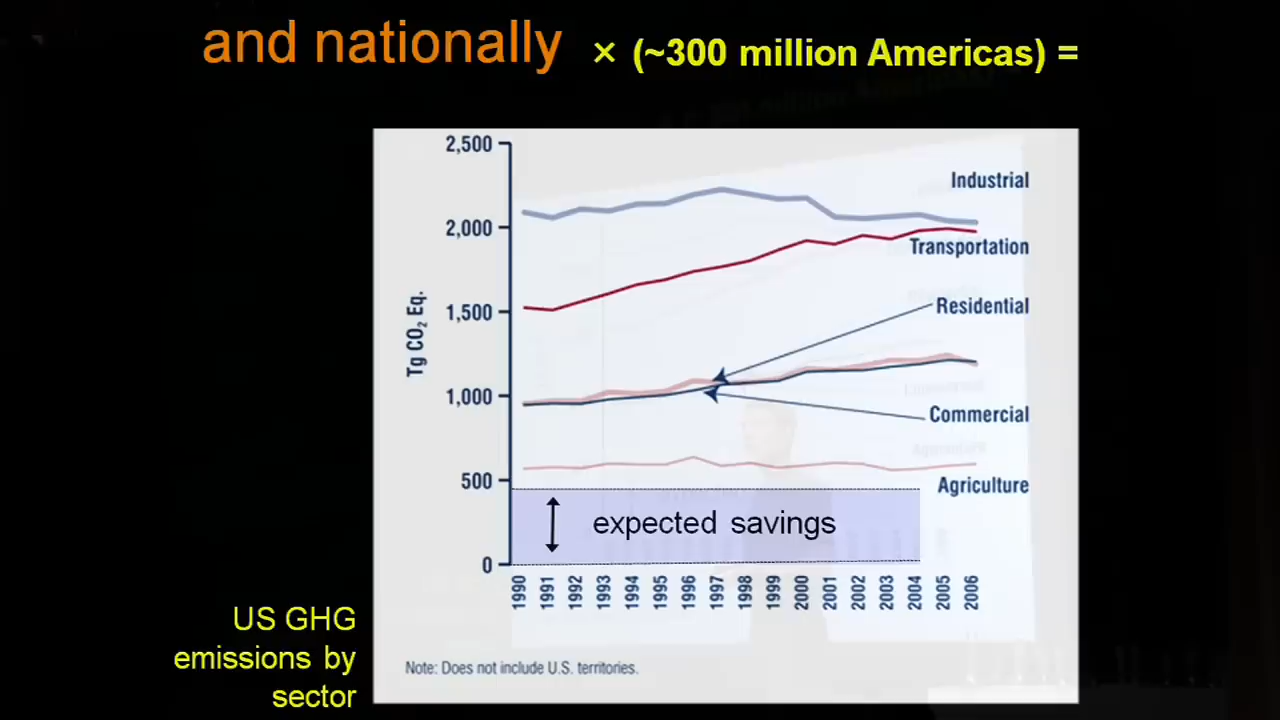 and nationally × (~300 million Americas) =
2,500
Industrial
2,000
Transportation
1,500
Residential
Tg CO₂ Eq.
1,000
Commercial
500
Agriculture
expected savings
0
1990 1991 1992 1993 1994 1995 1996 1997 1998 1999 2000 2001 2002 2003 2004 2005 2006
US GHG
emissions by
sector
Note: Does not include U.S. territories.